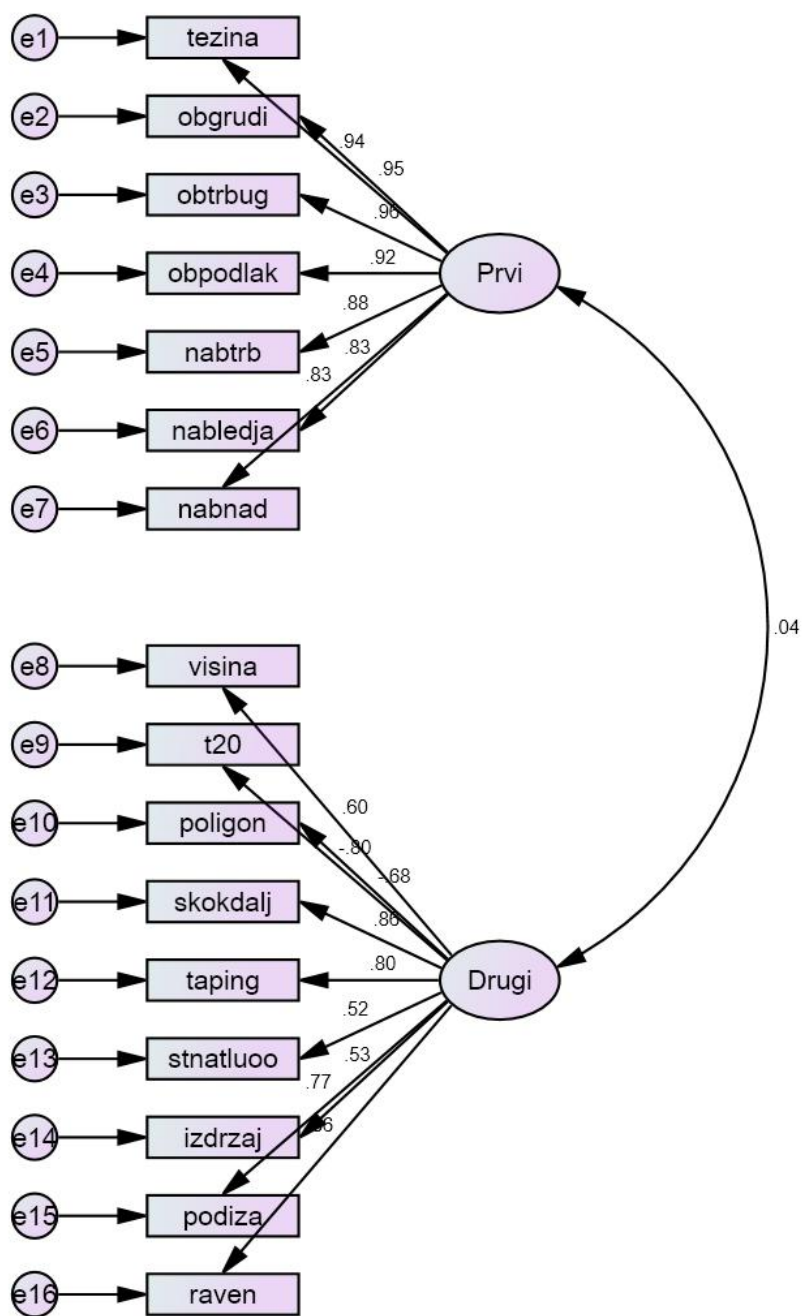 e1 tezina
e2 obgrudi
.94
.95
e3 obtrbug
.96
e4 obpodlak .92 Prvi
.88
e5 nabtrb .83
.83
e6 nabledja
e7 nabnad
.04
e8 visina
e9 t20
.60
e10 poligon
-.80
-.68
e11 skokdalj
.86
e12 taping .80 Drugi
.52
e13 stnatluoo .53
.77
e14 izdrzaj
e15 podiza
e16 raven